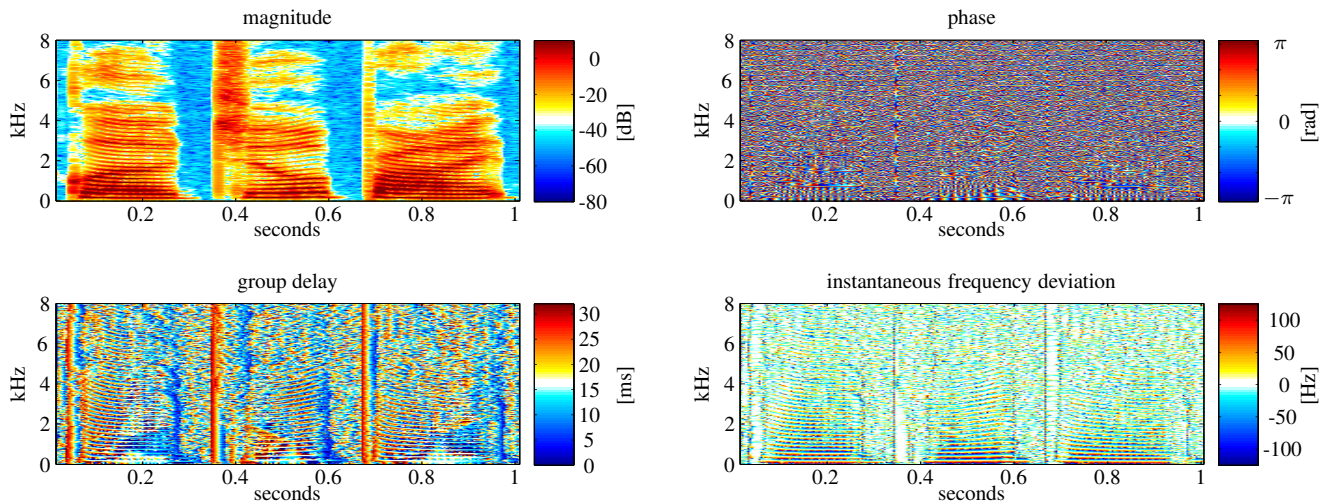 magnitude
8
6
4
2
0
kHz
0.2 0.4 0.6 0.8 1
seconds
0
-20
-40
-60
-80
[dB]
phase
8
6
4
2
0
kHz
0.2 0.4 0.6 0.8 1
seconds
π
0
−π
[rad]
group delay
8
6
4
2
0
kHz
0.2 0.4 0.6 0.8 1
seconds
30
25
20
15
10
5
0
[ms]
instantaneous frequency deviation
8
6
4
2
0
kHz
0.2 0.4 0.6 0.8 1
seconds
100
50
0
-50
-100
[Hz]